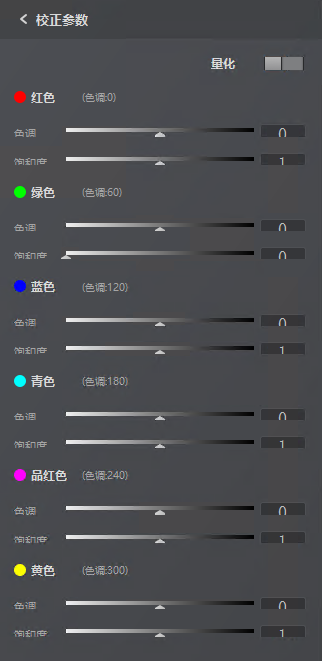 校正参数
量化
红色 (色调:0)
色调 0
饱和度 1
绿色 (色调:60)
色调 0
饱和度 0
蓝色 (色调:120)
色调 0
饱和度 1
青色 (色调:180)
色调 0
饱和度 1
品红色 (色调:240)
色调 0
饱和度 1
黄色 (色调:300)
色调 0
饱和度 1